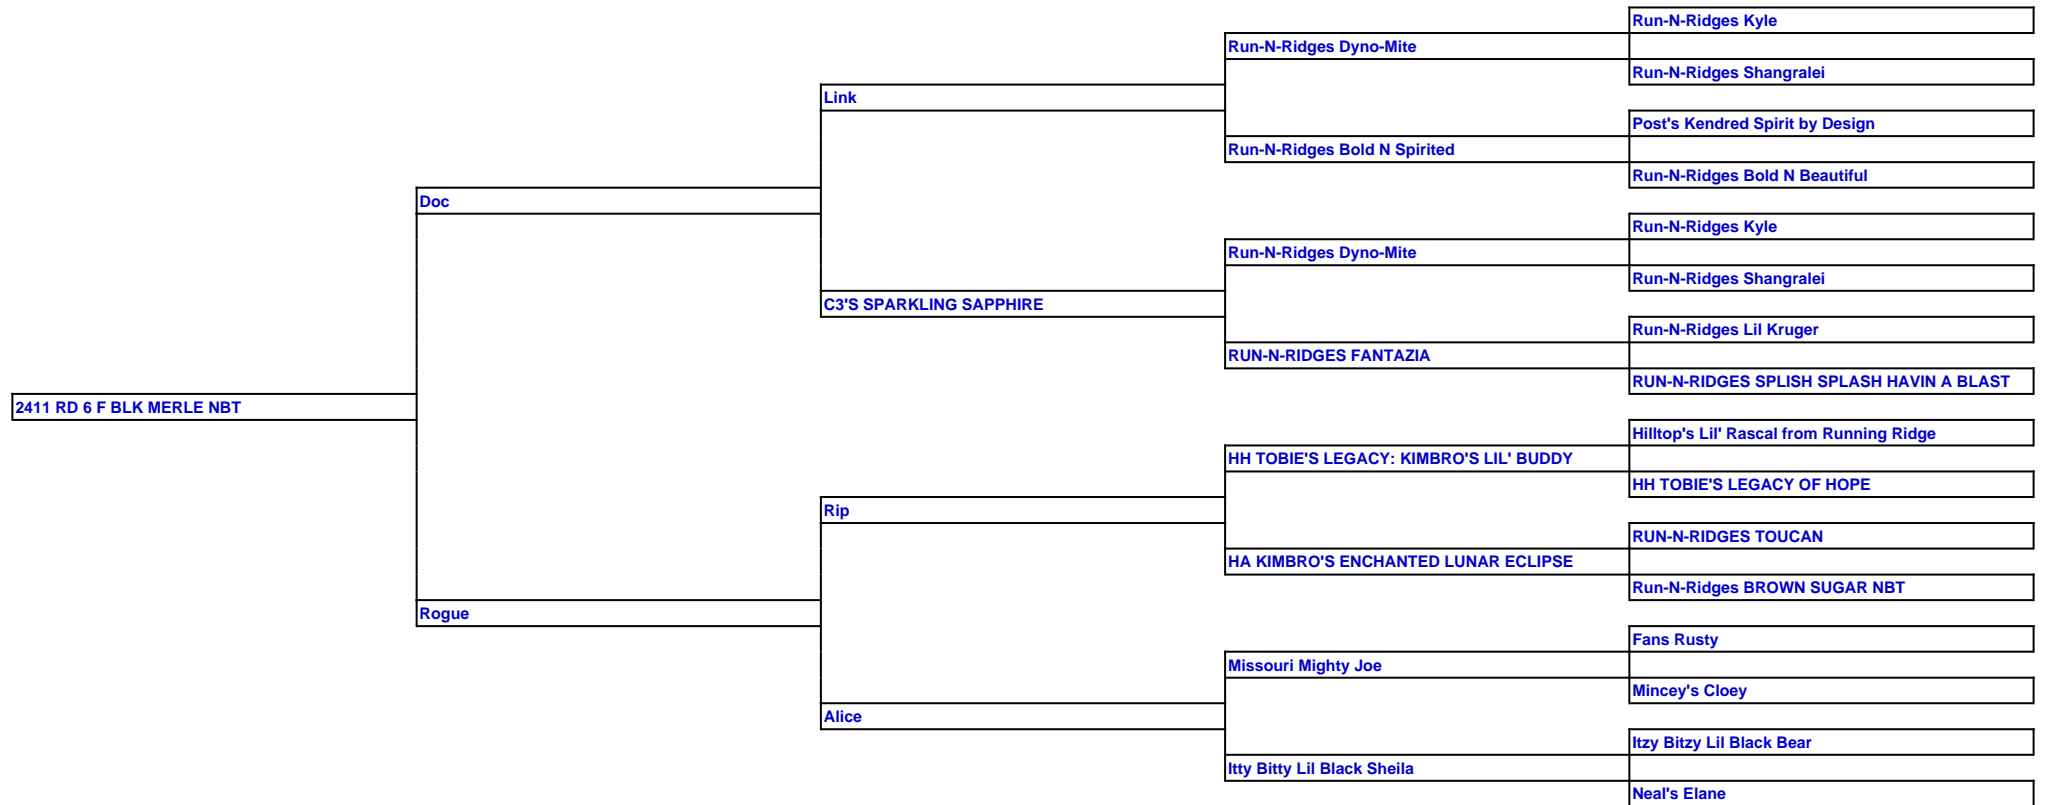 Run-N-Ridges Kyle
Run-N-Ridges Dyno-Mite
Run-N-Ridges Shangralei
Link
Post's Kendred Spirit by Design
Run-N-Ridges Bold N Spirited
Run-N-Ridges Bold N Beautiful
Doc
Run-N-Ridges Kyle
Run-N-Ridges Dyno-Mite
Run-N-Ridges Shangralei
C3'S SPARKLING SAPPHIRE
Run-N-Ridges Lil Kruger
RUN-N-RIDGES FANTAZIA
RUN-N-RIDGES SPLISH SPLASH HAVIN A BLAST
2411 RD 6 F BLK MERLE NBT
Hilltop's Lil' Rascal from Running Ridge
HH TOBIE'S LEGACY: KIMBRO'S LIL' BUDDY
HH TOBIE'S LEGACY OF HOPE
Rip
RUN-N-RIDGES TOUCAN
HA KIMBRO'S ENCHANTED LUNAR ECLIPSE
Run-N-Ridges BROWN SUGAR NBT
Rogue
Fans Rusty
Missouri Mighty Joe
Mincey's Cloey
Alice
Itzy Bitzy Lil Black Bear
Itty Bitty Lil Black Sheila
Neal's Elane